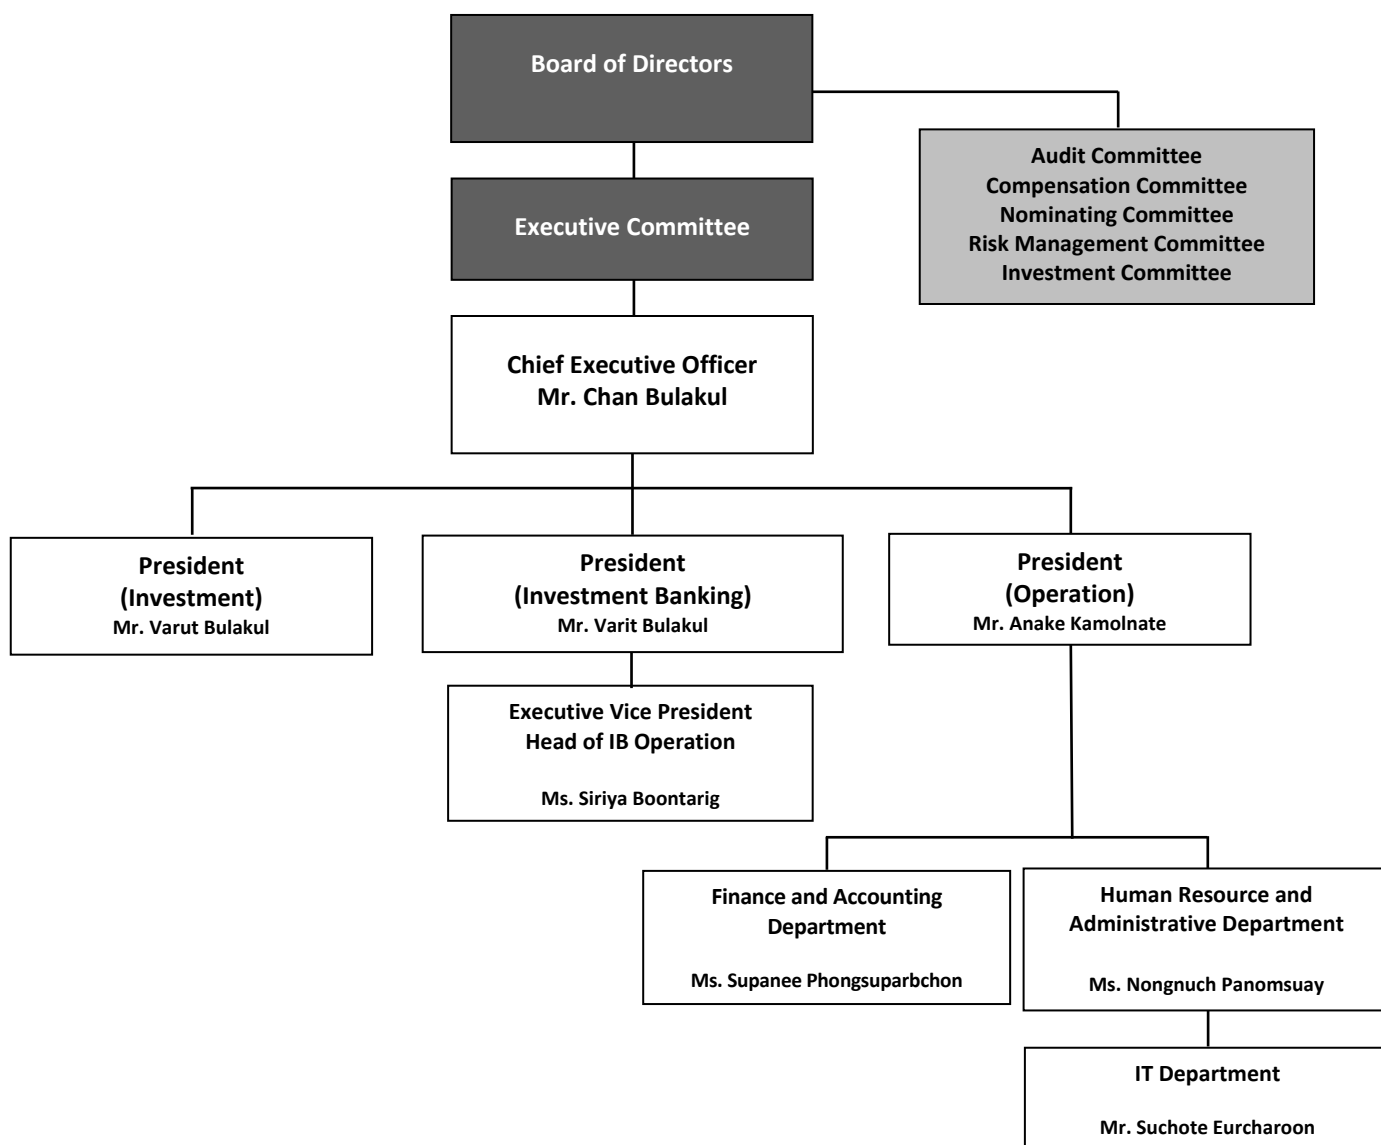 Board of Directors
Audit Committee
Compensation Committee
Nominating Committee
Risk Management Committee
Investment Committee
Executive Committee
Chief Executive Officer
Mr. Chan Bulakul
President
(Investment)
Mr. Varut Bulakul
President
(Investment Banking)
Mr. Varit Bulakul
President
(Operation)
Mr. Anake Kamolnate
Executive Vice President
Head of IB Operation
Ms. Siriya Boontarig
Finance and Accounting
Department
Ms. Supanee Phongsuparbchon
Human Resource and
Administrative Department
Ms. Nongnuch Panomsuay
IT Department
Mr. Suchote Eurcharoon